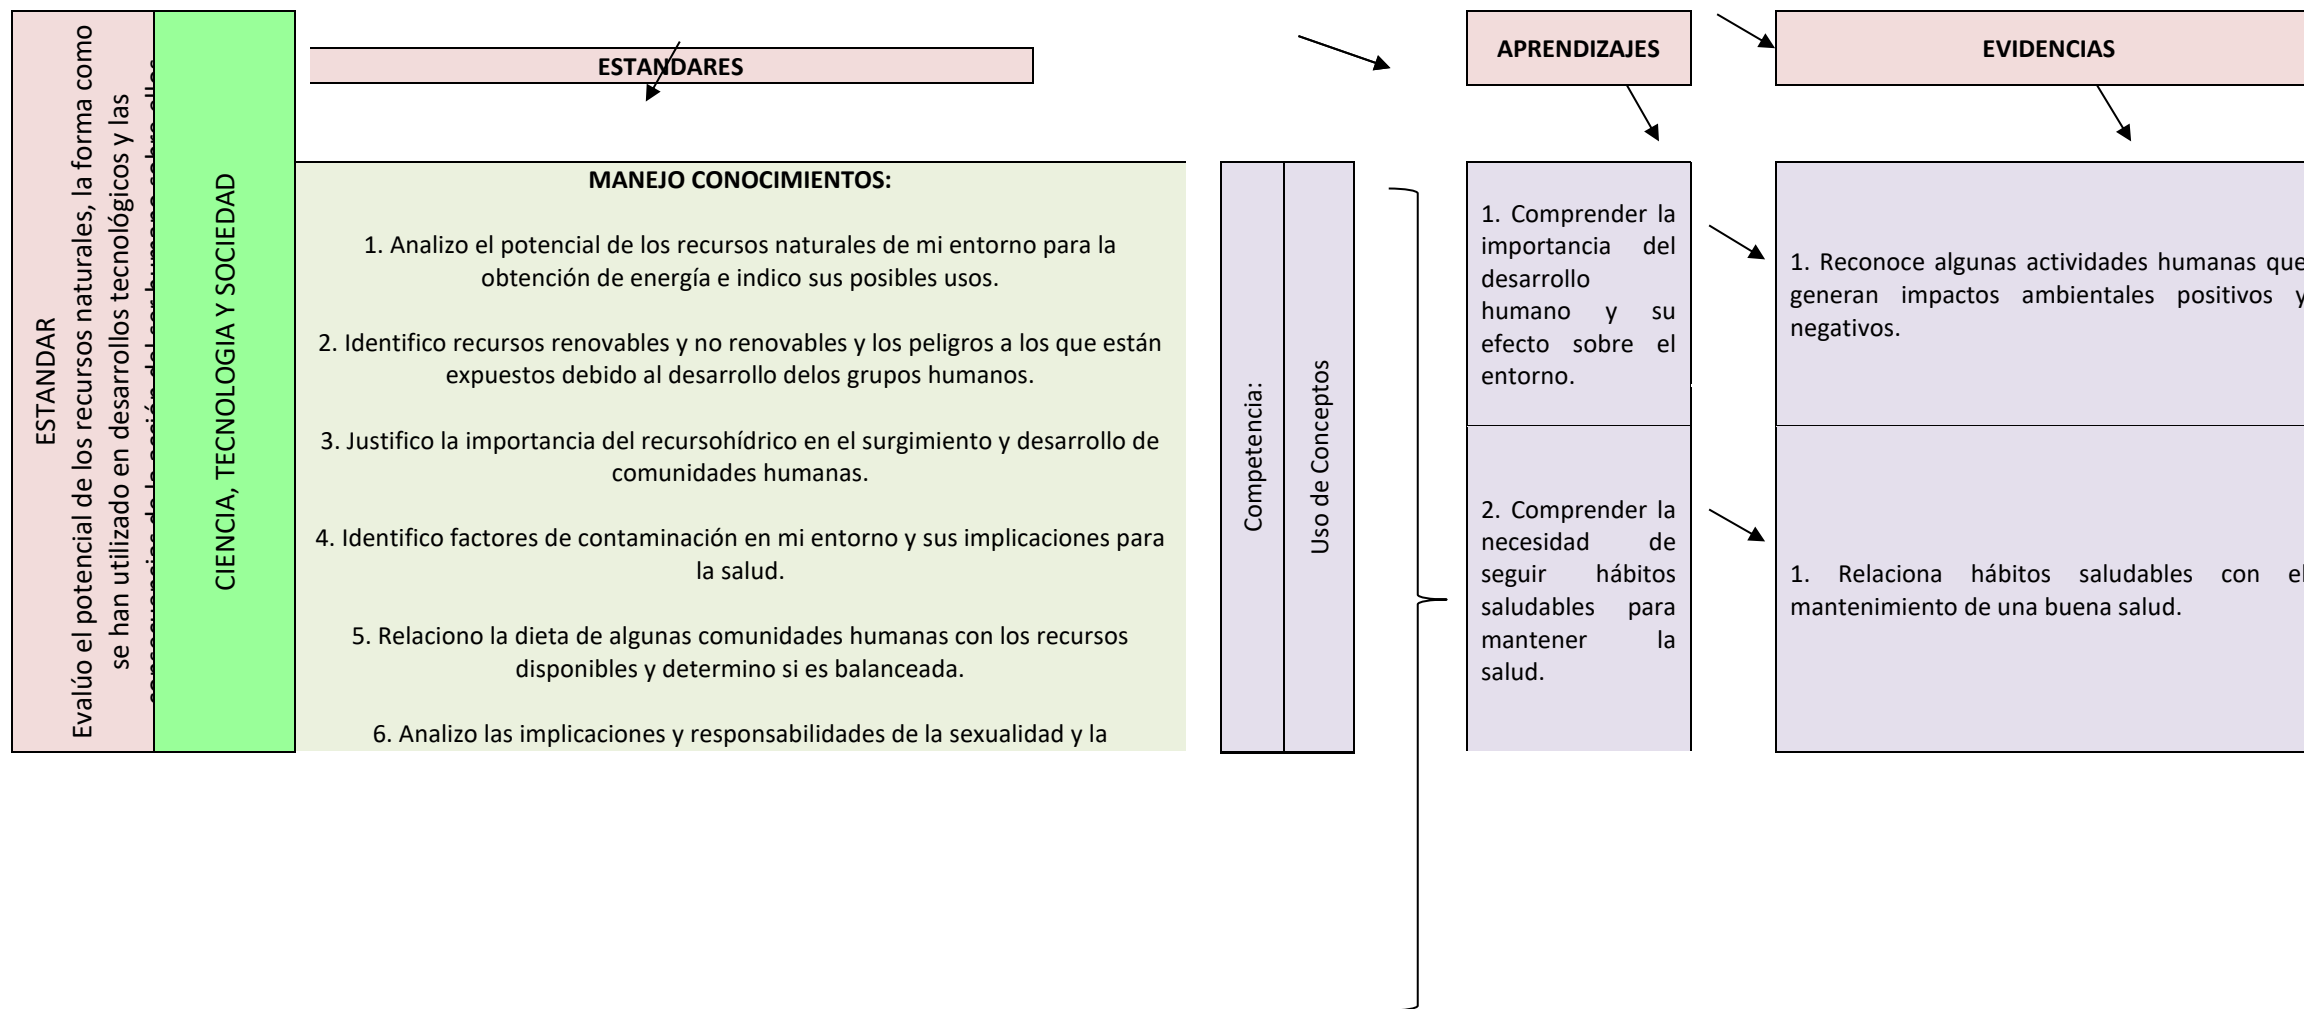 ESTANDAR
Evalúo el potencial de los recursos naturales, la forma como
se han utilizado en desarrollos tecnológicos y las
CIENCIA, TECNOLOGIA Y SOCIEDAD
ESTANDARES
MANEJO CONOCIMIENTOS:
1. Analizo el potencial de los recursos naturales de mi entorno para la
obtención de energía e indico sus posibles usos.
2. Identifico recursos renovables y no renovables y los peligros a los que están
expuestos debido al desarrollo delos grupos humanos.
3. Justifico la importancia del recursohídrico en el surgimiento y desarrollo de
comunidades humanas.
4. Identifico factores de contaminación en mi entorno y sus implicaciones para
la salud.
5. Relaciono la dieta de algunas comunidades humanas con los recursos
disponibles y determino si es balanceada.
6. Analizo las implicaciones y responsabilidades de la sexualidad y la
Competencia:
Uso de Conceptos
APRENDIZAJES
1. Comprender la
importancia del
desarrollo
humano y su
efecto sobre el
entorno.
2. Comprender la
necesidad de
seguir hábitos
saludables para
mantener la
salud.
EVIDENCIAS
1. Reconoce algunas actividades humanas que
generan impactos ambientales positivos y
negativos.
1. Relaciona hábitos saludables con el
mantenimiento de una buena salud.